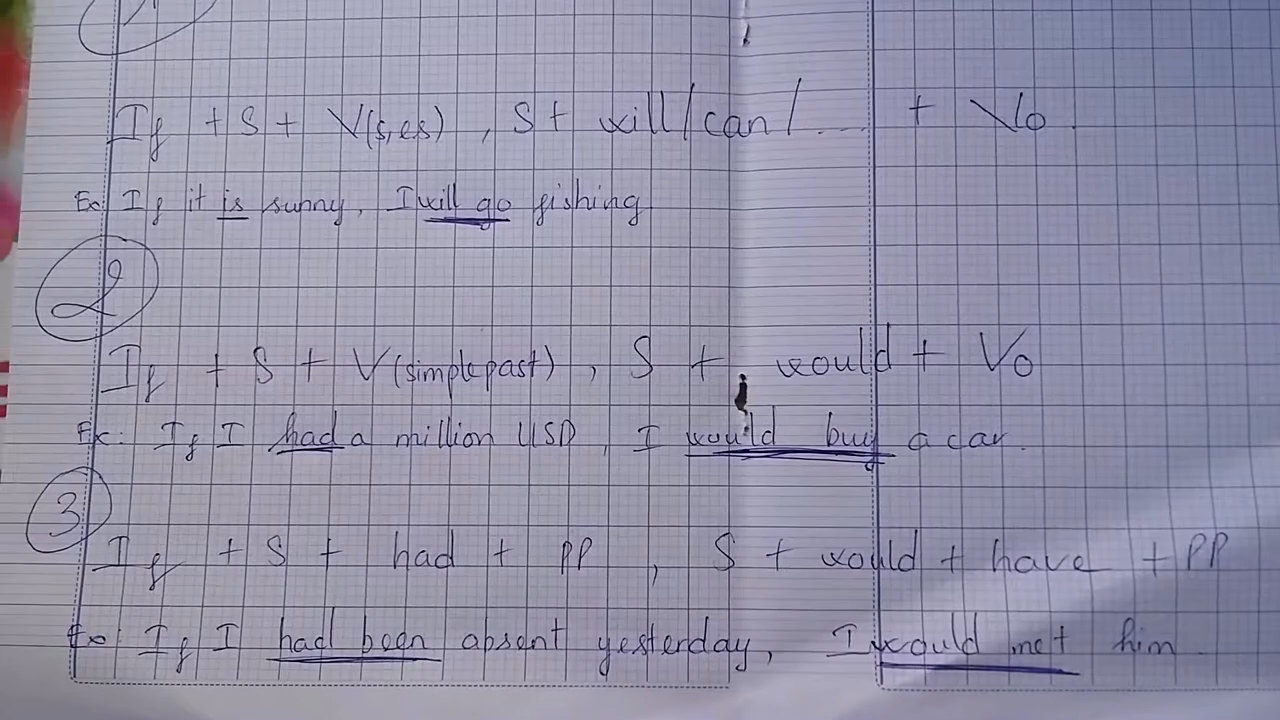 If + S + V(s,es) , S + will/can/.... + Vo
Ex: If it is sunny, I will go fishing
2
If + S + V(simple past) , S + would + Vo
Ex: If I had a million USD, I would buy a car.
3
If + S + had + PP , S + would + have + PP
Ex: If I had been absent yesterday, I would met him.